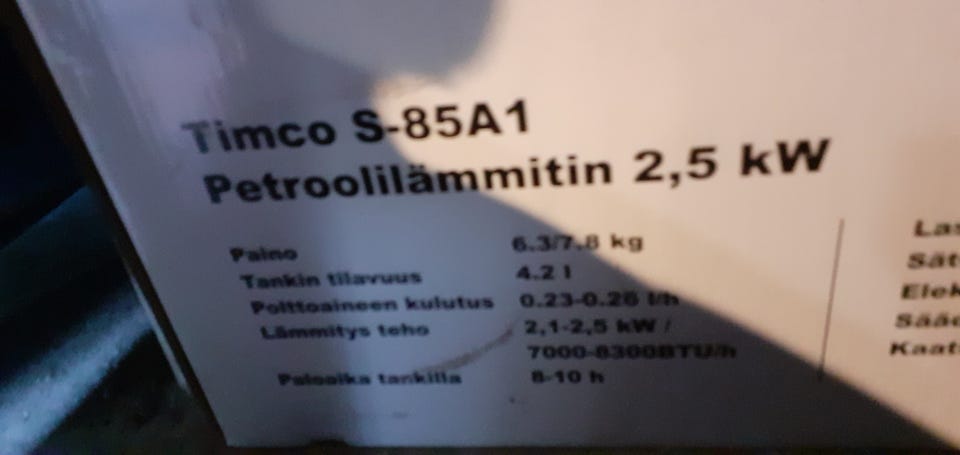 Timco S-85A1
Petroolilämmitin 2,5 kW
Paino 6.3/7.8 kg
Tankin tilavuus 4.2 l
Polttoaineen kulutus 0.23-0.26 l/h
Lämmitys teho 2,1-2,5 kW /
7000-8300BTU/h
Paloaika tankilla 8-10 h